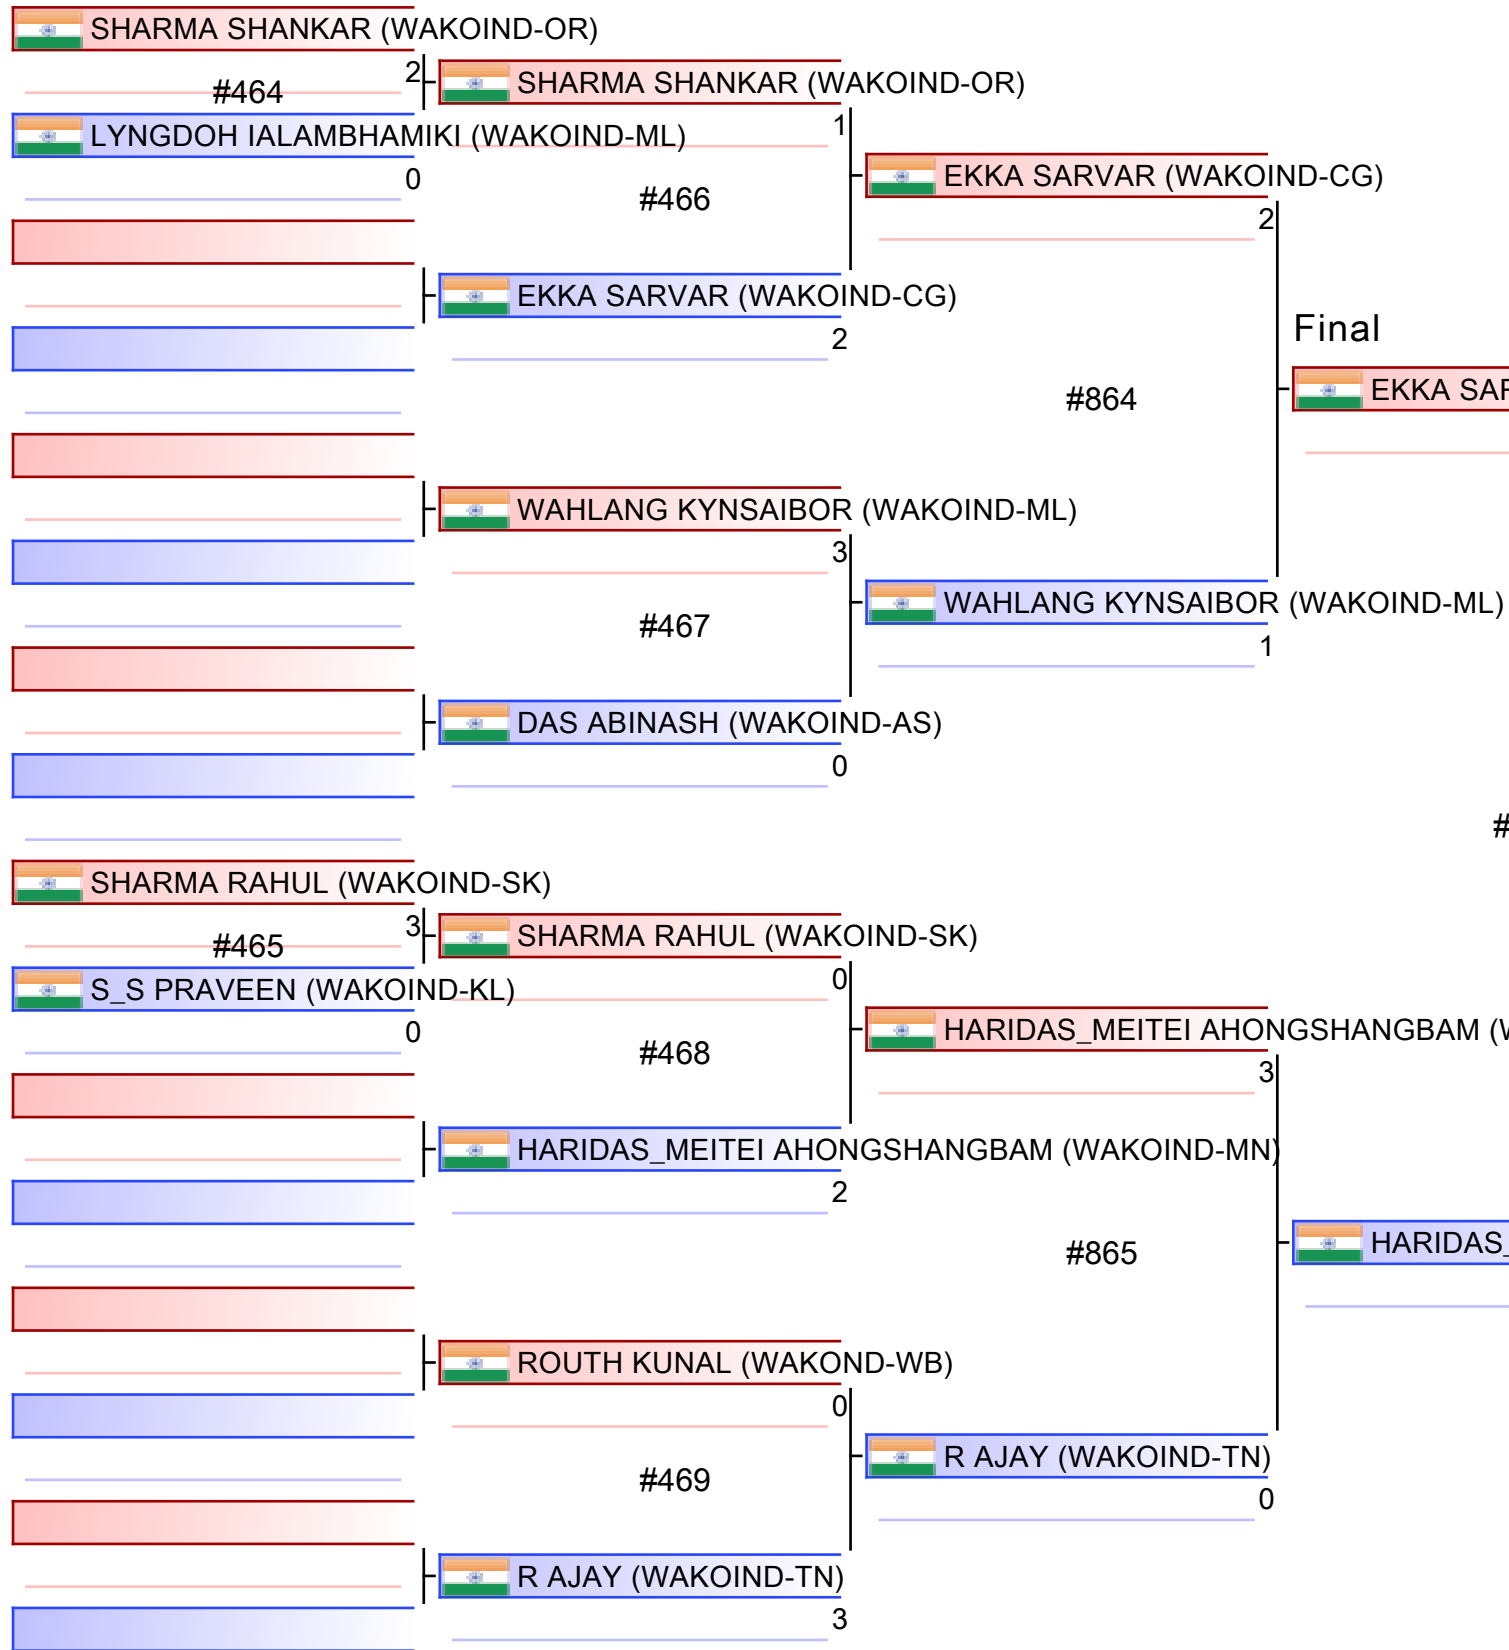 SHARMA SHANKAR (WAKOIND-OR)
2
#464
SHARMA SHANKAR (WAKOIND-OR)
1
LYNGDOH IALAMBHAMIKI (WAKOIND-ML)
0
#466
EKKA SARVAR (WAKOIND-CG)
2
EKKA SARVAR (WAKOIND-CG)
2
Final
#864
EKKA SAR
WAHLANG KYNSAIBOR (WAKOIND-ML)
3
#467
WAHLANG KYNSAIBOR (WAKOIND-ML)
1
DAS ABINASH (WAKOIND-AS)
0
#
SHARMA RAHUL (WAKOIND-SK)
3
#465
SHARMA RAHUL (WAKOIND-SK)
0
S_S PRAVEEN (WAKOIND-KL)
0
#468
HARIDAS_MEITEI AHONGSHANGBAM (W
3
HARIDAS_MEITEI AHONGSHANGBAM (WAKOIND-MN)
2
#865
HARIDAS_
ROUTH KUNAL (WAKOND-WB)
0
#469
R AJAY (WAKOIND-TN)
0
R AJAY (WAKOIND-TN)
3